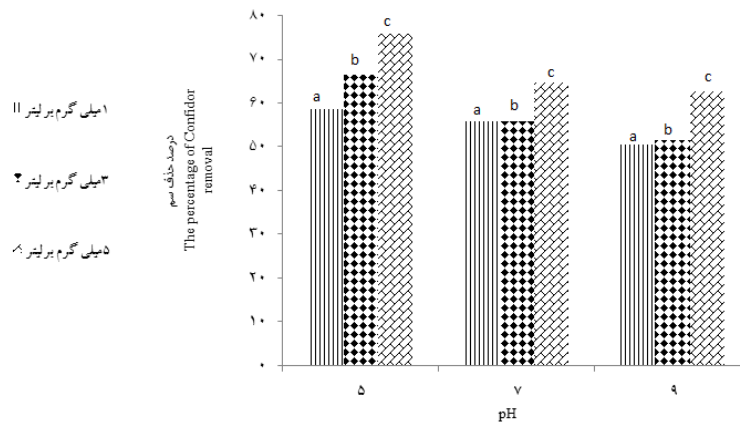 ۱میلی گرم بر لیتر
۳میلی گرم بر لیتر
۵میلی گرم بر لیتر
درصد حذف سم
The percentage of Confidor
removal
۸۰
۷۰
۶۰
۵۰
۴۰
۳۰
۲۰
۱۰
۰
a
b
c
a
b
c
a
b
c
۵
۷
۹
pH